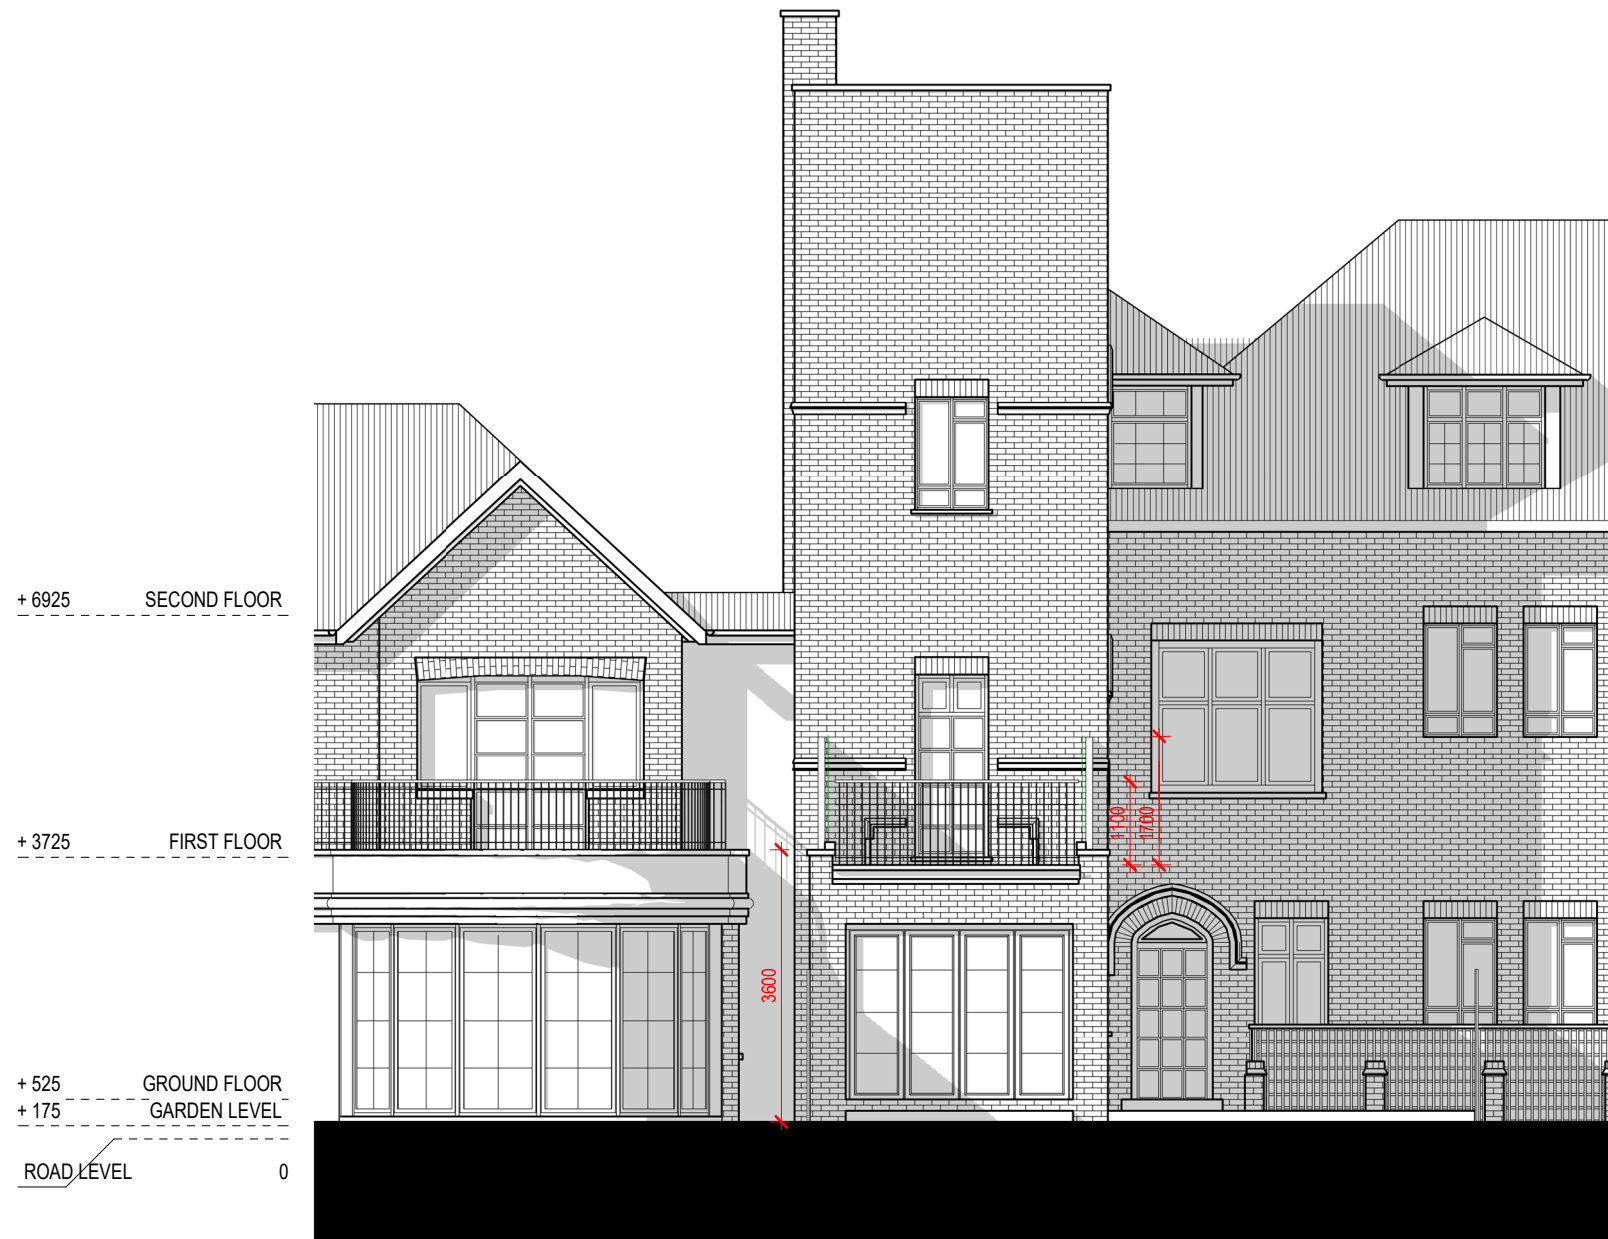 + 6925 SECOND FLOOR
+ 3725 FIRST FLOOR
1100
1700
3600
+ 525 GROUND FLOOR
+ 175 GARDEN LEVEL
ROAD LEVEL 0